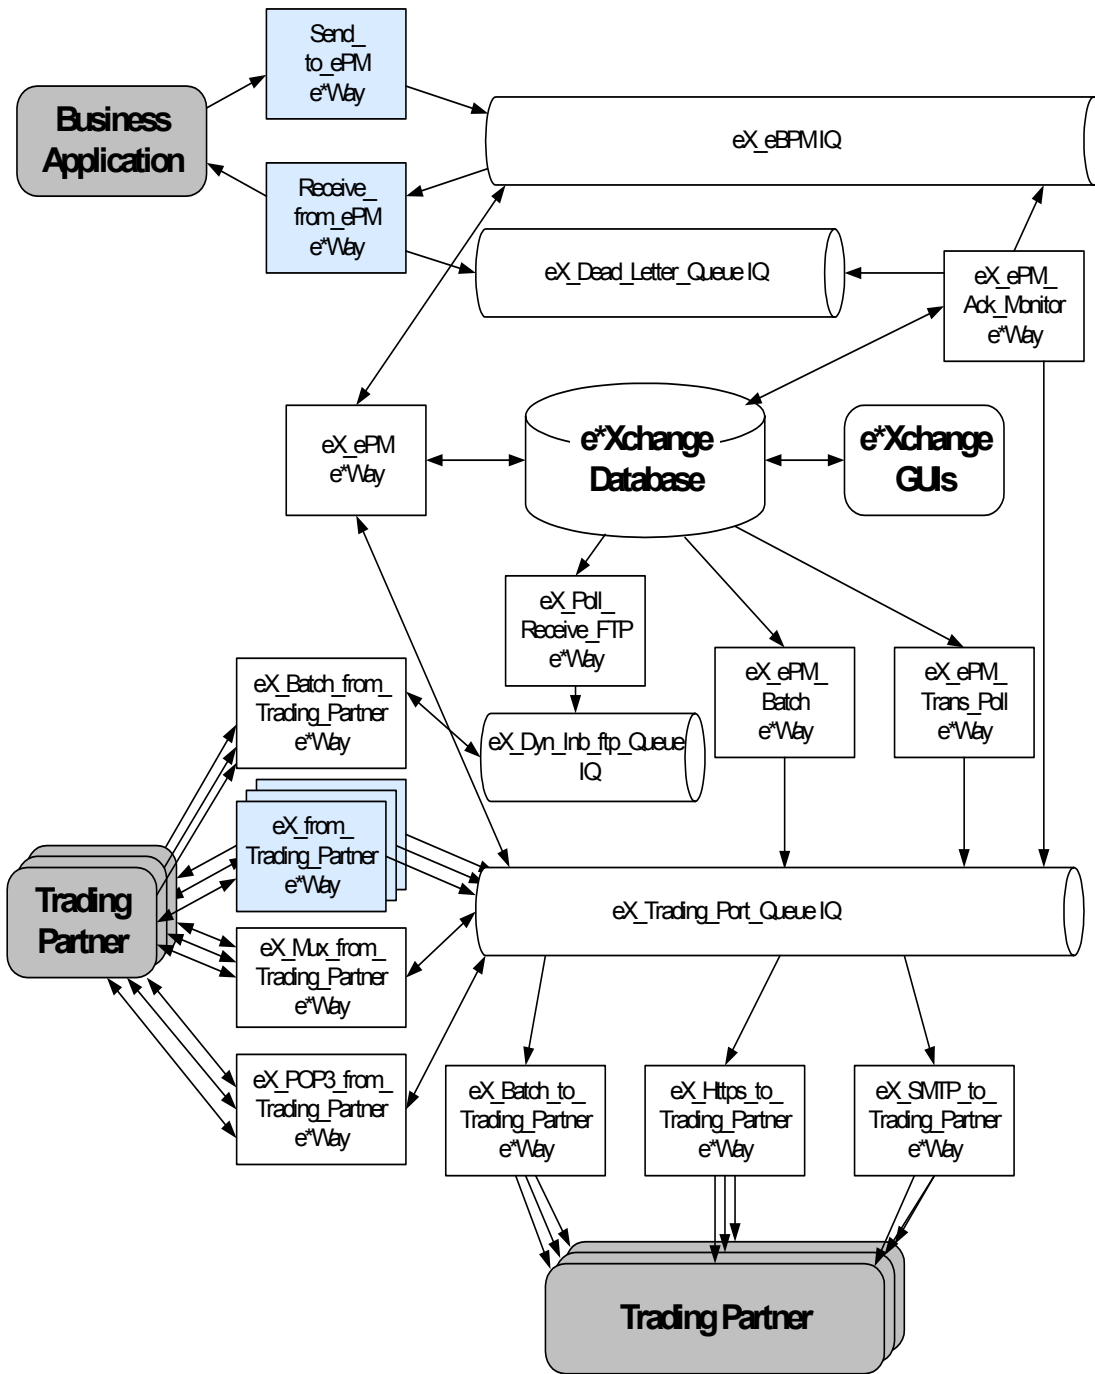 Send_
to_ePM
e*Way
Business
Application
eX_eBPM IQ
Receive_
from_ePM
e*Way
eX_Dead_Letter_Queue IQ
eX_ePM_
Ack_Monitor
e*Way
eX_ePM
e*Way
e*Xchange
Database
e*Xchange
GUIs
eX_Poll_
Receive_FTP
e*Way
eX_ePM_
Batch
e*Way
eX_ePM_
Trans_Poll
e*Way
eX_Batch_from_
Trading_Partner
e*Way
eX_Dyn_Inb_ftp_Queue
IQ
eX_from_
Trading_Partner
e*Way
Trading
Partner
eX_Trading_Port_Queue IQ
eX_Mux_from_
Trading_Partner
e*Way
eX_POP3_from_
Trading_Partner
e*Way
eX_Batch_to_
Trading_Partner
e*Way
eX_Https_to_
Trading_Partner
e*Way
eX_SMTP_to_
Trading_Partner
e*Way
Trading Partner